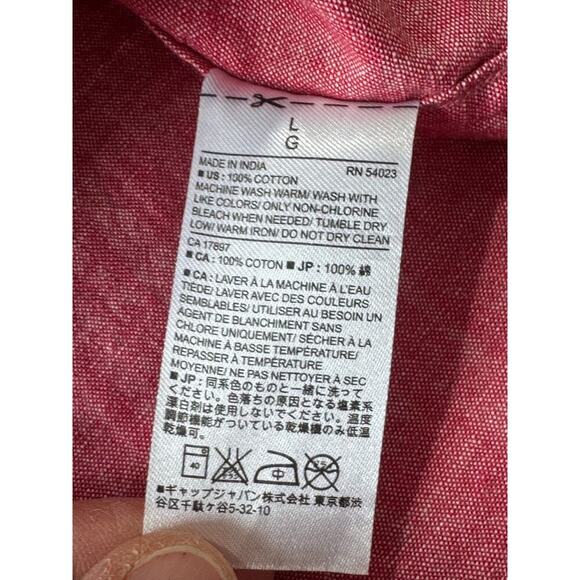 L
G
MADE IN INDIA RN 54023
■ US : 100% COTTON
MACHINE WASH WARM/ WASH WITH
LIKE COLORS/ ONLY NON-CHLORINE
BLEACH WHEN NEEDED/ TUMBLE DRY
LOW/ WARM IRON/ DO NOT DRY CLEAN
CA 17897
■ CA : 100% COTON ■ JP : 100% 綿
■ CA : LAVER À LA MACHINE À L'EAU
TIÈDE/ LAVER AVEC DES COULEURS
SEMBLABLES/ UTILISER AU BESOIN UN
AGENT DE BLANCHIMENT SANS
CHLORE UNIQUEMENT/ SÉCHER À LA
MACHINE À BASSE TEMPÉRATURE/
REPASSER À TEMPÉRATURE
MOYENNE/ NE PAS NETTOYER À SEC
■ JP : 同系色のものと一緒に洗って
ください。色落ちの原因となる塩素系
漂白剤は使用しないでください。温度
調節機能がついている乾燥機のみ低温
乾燥可。
40 中
■ギャップジャパン株式会社 東京都渋
谷区千駄ヶ谷5-32-10